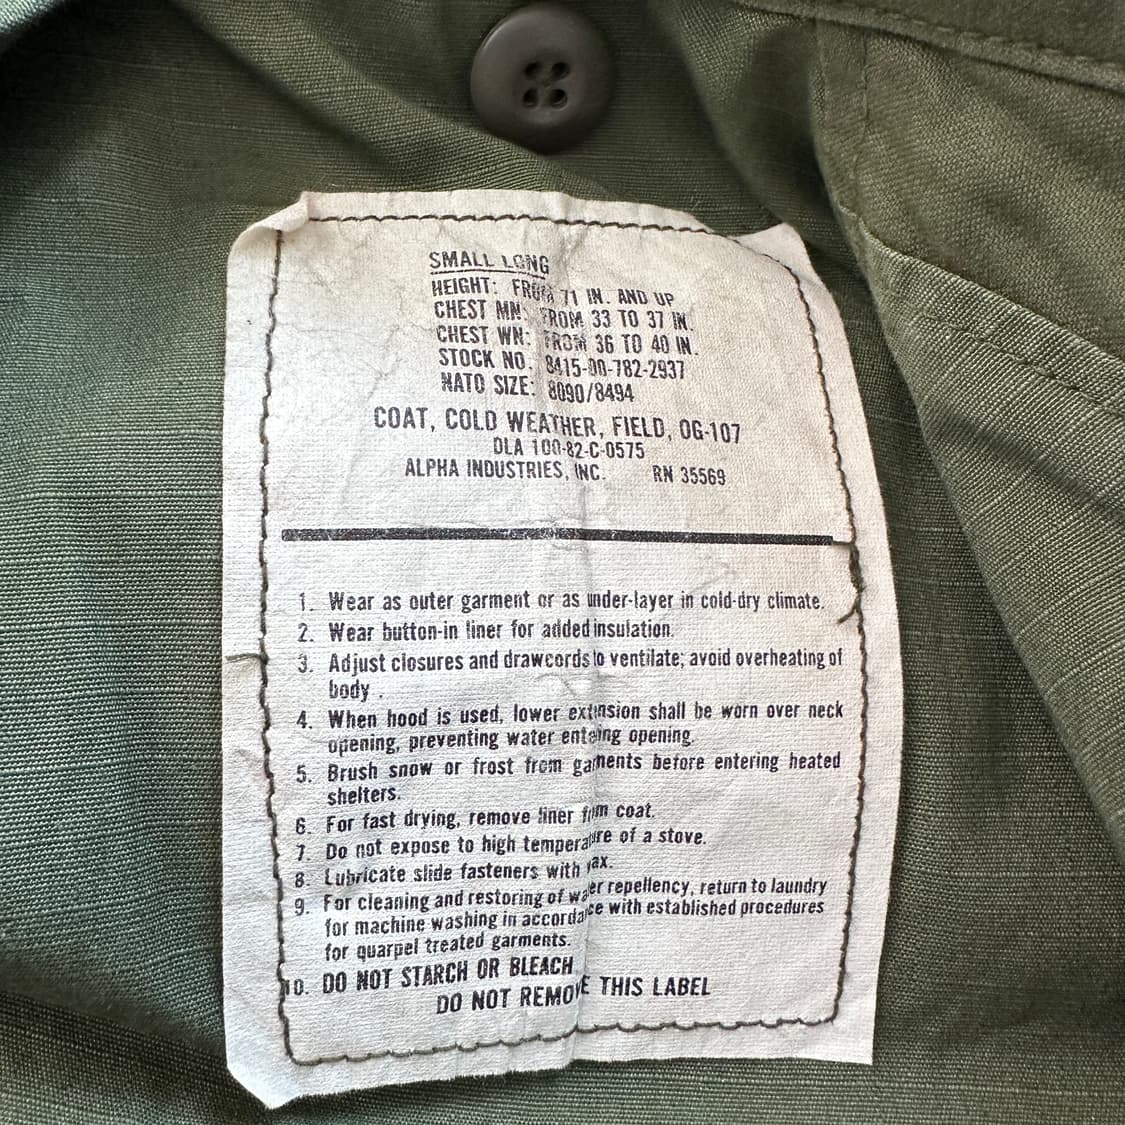 SMALL LONG
HEIGHT: FROM 71 IN. AND UP
CHEST MN: FROM 33 TO 37 IN.
CHEST WN: FROM 36 TO 40 IN.
STOCK NO. 8415-00-782-2937
NATO SIZE: 8090/8494
COAT, COLD WEATHER, FIELD, OG-107
DLA 100-82-C-0575
ALPHA INDUSTRIES, INC. RN 35569
1. Wear as outer garment or as under-layer in cold-dry climate.
2. Wear button-in liner for added insulation.
3. Adjust closures and drawcords to ventilate; avoid overheating of
body .
4. When hood is used, lower extension shall be worn over neck
opening, preventing water entering opening.
5. Brush snow or frost from garments before entering heated
shelters.
6. For fast drying, remove liner from coat.
7. Do not expose to high temperature of a stove.
8. Lubricate slide fasteners with wax.
9. For cleaning and restoring of water repellency, return to laundry
for machine washing in accordance with established procedures
for quarpel treated garments.
10. DO NOT STARCH OR BLEACH
DO NOT REMOVE THIS LABEL